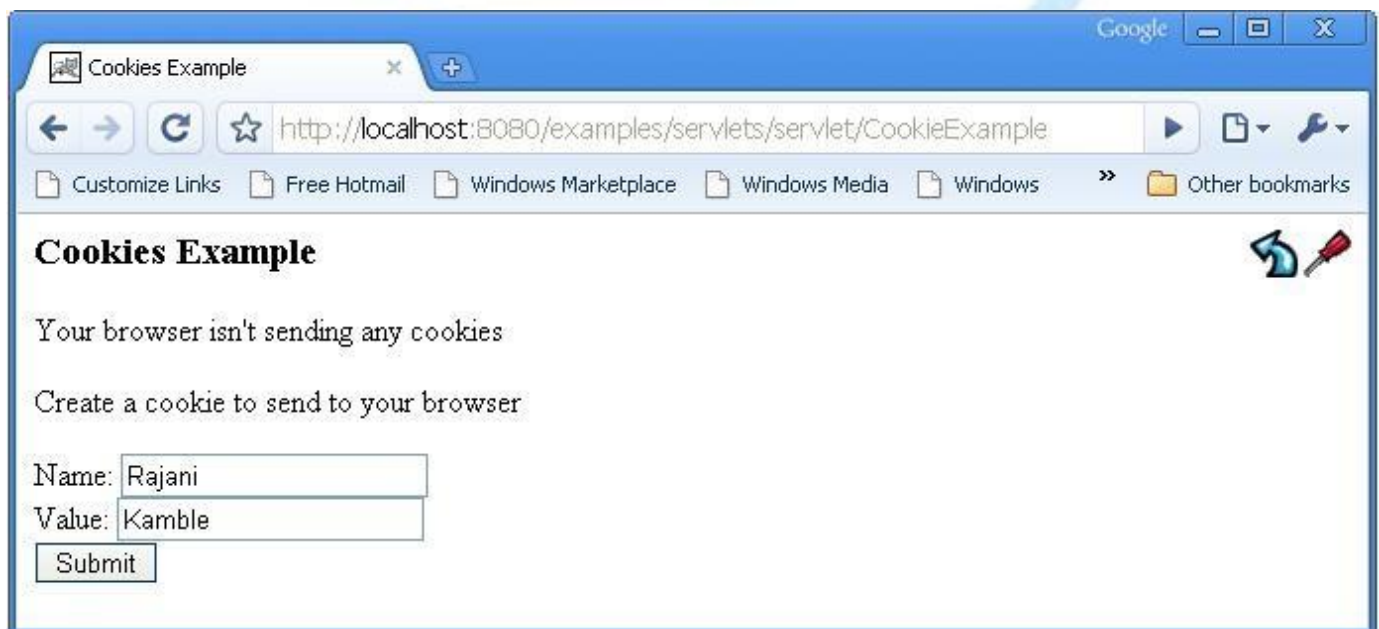 Google
Cookies Example
http://localhost:8080/examples/servlets/servlet/CookieExample
Customize Links Free Hotmail Windows Marketplace Windows Media Windows » Other bookmarks
Cookies Example
Your browser isn't sending any cookies
Create a cookie to send to your browser
Name: Rajani
Value: Kamble
Submit